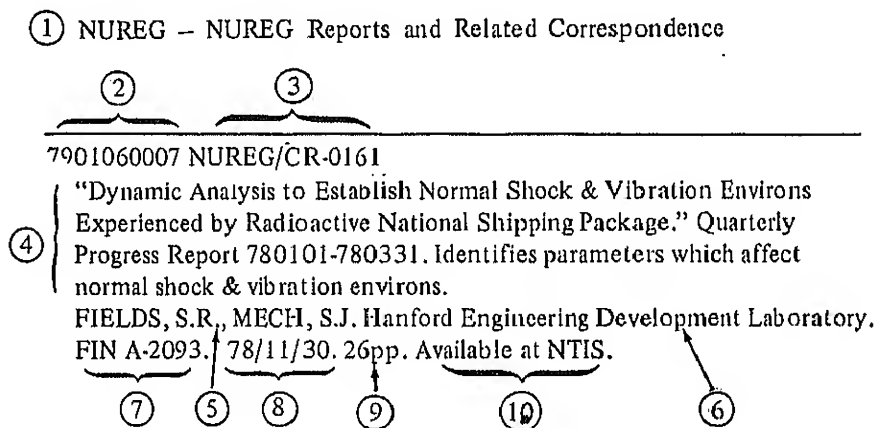 ① NUREG – NUREG Reports and Related Correspondence
② ③
7901060007 NUREG/CR-0161
④ "Dynamic Analysis to Establish Normal Shock & Vibration Environs
Experienced by Radioactive National Shipping Package." Quarterly
Progress Report 780101-780331. Identifies parameters which affect
normal shock & vibration environs.
FIELDS, S.R., MECH, S.J. Hanford Engineering Development Laboratory.
FIN A-2093. 78/11/30. 26pp. Available at NTIS.
⑦ ⑤ ⑧ ⑨ ⑩ ⑥